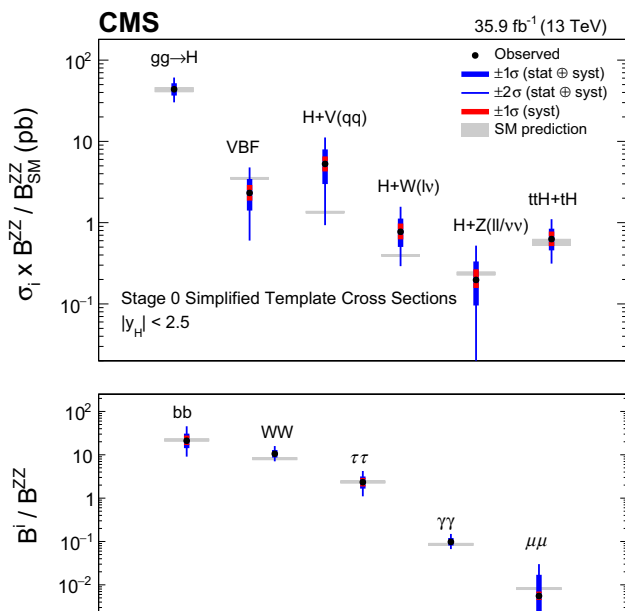 CMS
35.9 fb⁻¹ (13 TeV)
σᵢ x Bᶻᶻ / Bᶻᶻ_SM (pb)
10²
10
1
10⁻¹
gg→H
VBF
H+V(qq)
H+W(lν)
H+Z(ll/νν)
ttH+tH
Observed
±1σ (stat ⊕ syst)
±2σ (stat ⊕ syst)
±1σ (syst)
SM prediction
Stage 0 Simplified Template Cross Sections
|y_H| < 2.5
Bⁱ / Bᶻᶻ
10²
10
1
10⁻¹
10⁻²
bb
WW
ττ
γγ
μμ